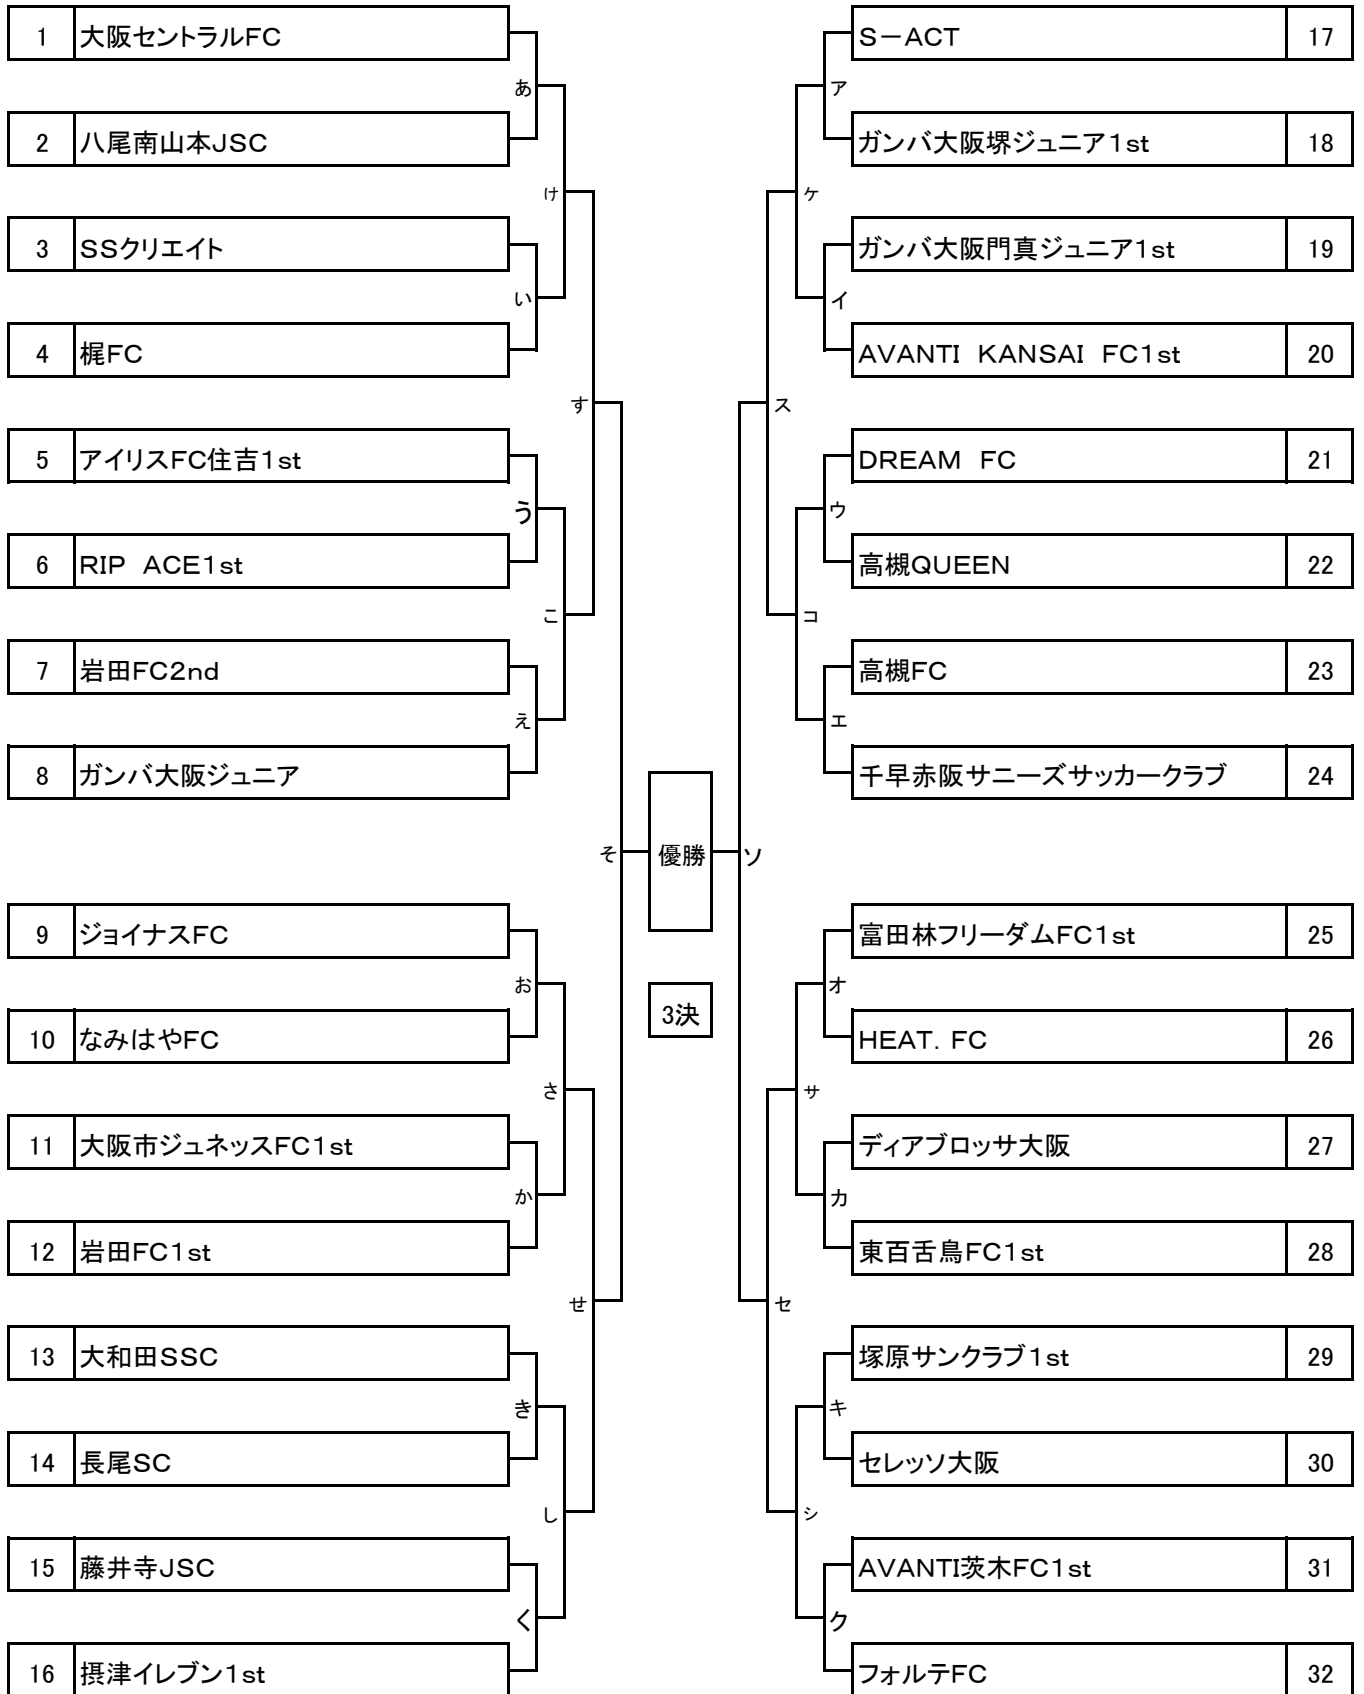 1 大阪セントラルFC
あ
2 八尾南山本JSC
け
3 SSクリエイト
い
4 梶FC
す
5 アイリスFC住吉1st
う
6 RIP ACE1st
こ
7 岩田FC2nd
え
8 ガンバ大阪ジュニア
そ
9 ジョイナスFC
お
10 なみはやFC
さ
11 大阪市ジュネッスFC1st
か
12 岩田FC1st
せ
13 大和田SSC
き
14 長尾SC
し
15 藤井寺JSC
く
16 摂津イレブン1st
優勝
3決
S－ACT 17
ア
ガンバ大阪堺ジュニア1st 18
ケ
ガンバ大阪門真ジュニア1st 19
イ
AVANTI KANSAI FC1st 20
ス
DREAM FC 21
ウ
高槻QUEEN 22
コ
高槻FC 23
エ
千早赤阪サニーズサッカークラブ 24
ソ
富田林フリーダムFC1st 25
オ
HEAT．FC 26
サ
ディアブロッサ大阪 27
カ
東百舌鳥FC1st 28
セ
塚原サンクラブ1st 29
キ
セレッソ大阪 30
シ
AVANTI茨木FC1st 31
ク
フォルテFC 32